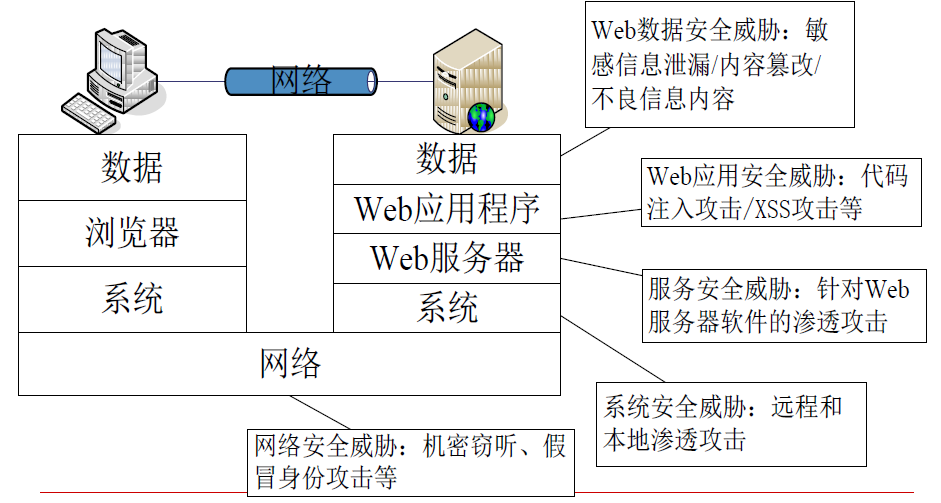 网络
Web数据安全威胁：敏
感信息泄漏/内容篡改/
不良信息内容
数据
浏览器
系统
数据
Web应用程序
Web服务器
系统
网络
Web应用安全威胁：代码
注入攻击/XSS攻击等
服务安全威胁：针对Web
服务器软件的渗透攻击
系统安全威胁：远程和
本地渗透攻击
网络安全威胁：机密窃听、假
冒身份攻击等